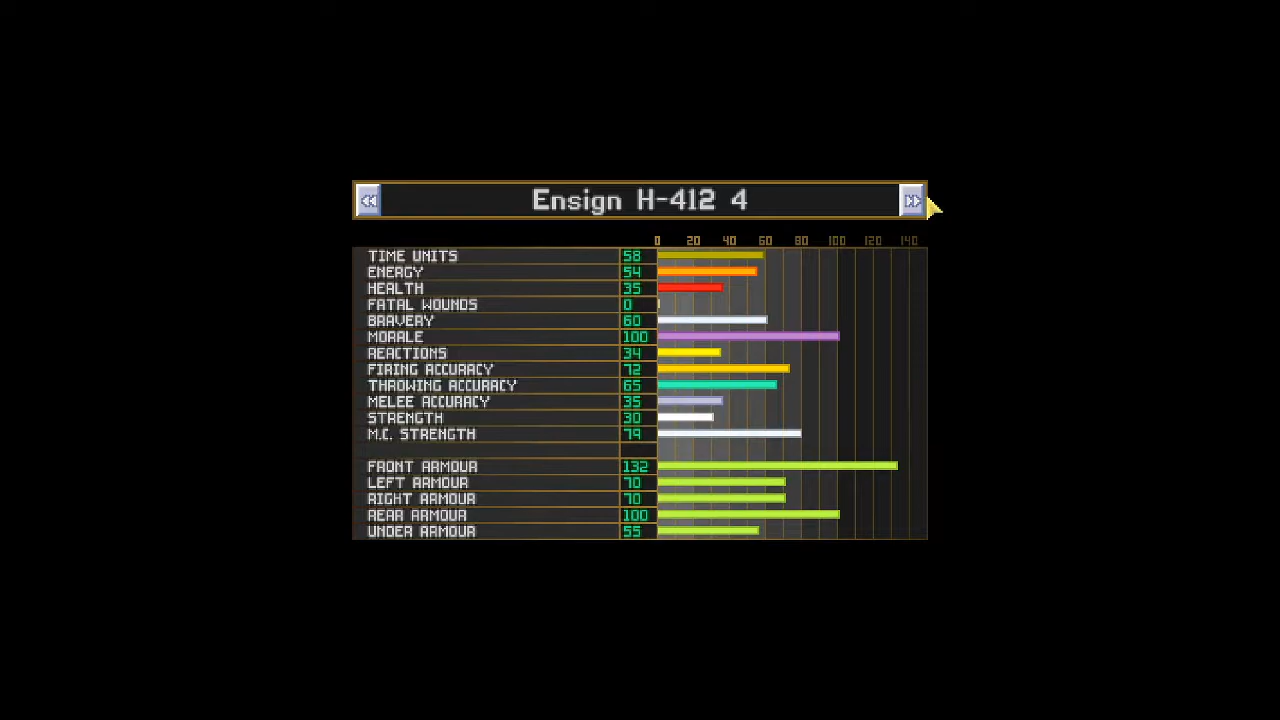 Ensign H-412 4
0 20 40 60 80 100 120 140
TIME UNITS 58
ENERGY 54
HEALTH 35
FATAL WOUNDS 0
BRAVERY 60
MORALE 100
REACTIONS 34
FIRING ACCURACY 72
THROWING ACCURACY 65
MELEE ACCURACY 35
STRENGTH 30
M.C. STRENGTH 79
FRONT ARMOUR 132
LEFT ARMOUR 70
RIGHT ARMOUR 70
REAR ARMOUR 100
UNDER ARMOUR 55